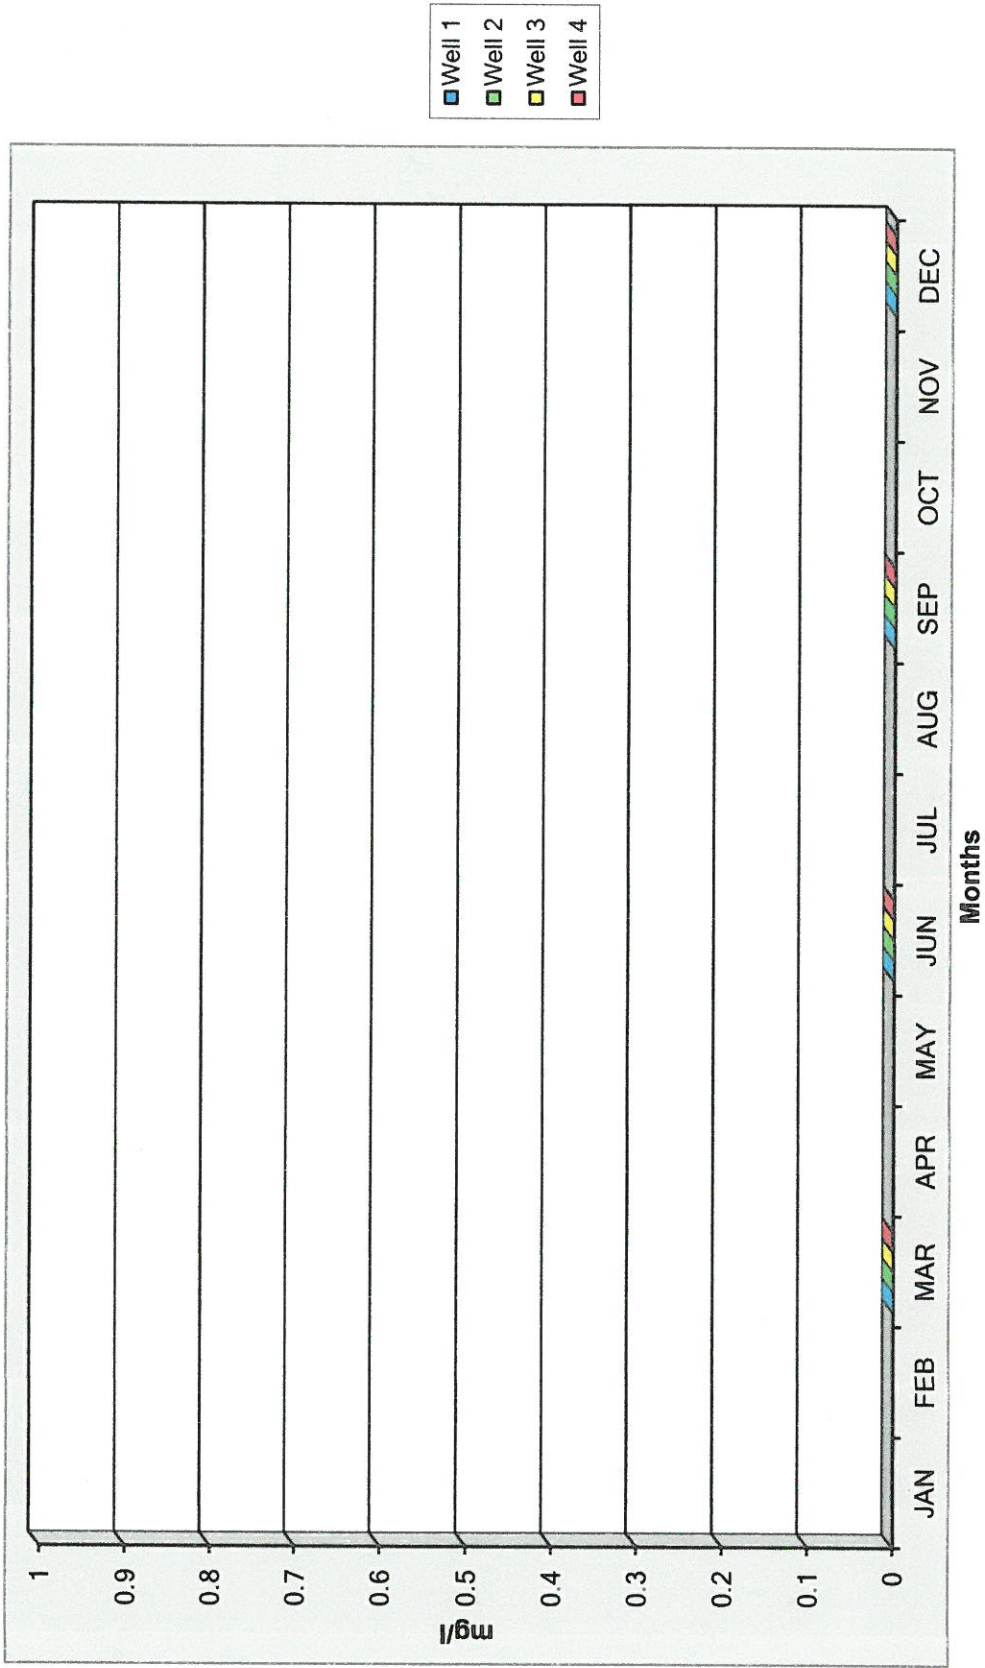 1
0.9
0.8
0.7
0.6
0.5
0.4
0.3
0.2
0.1
0
mg/l
JAN FEB MAR APR MAY JUN JUL AUG SEP OCT NOV DEC
Months
Well 1
Well 2
Well 3
Well 4